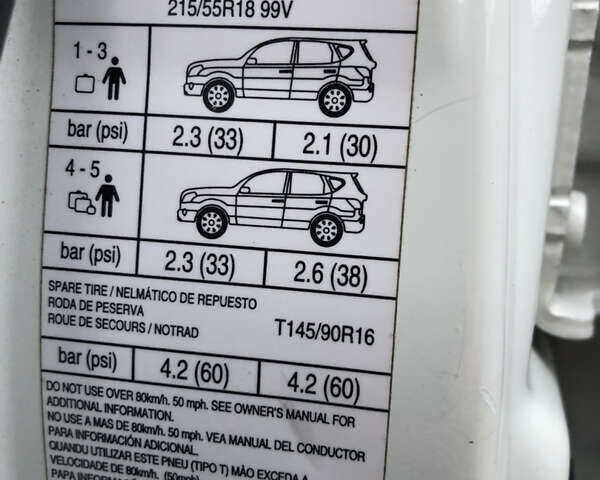 215/55R18 99V
1 - 3
bar (psi) 2.3 (33) 2.1 (30)
4 - 5
bar (psi) 2.3 (33) 2.6 (38)
SPARE TIRE / NELMÁTICO DE REPUESTO
RODA DE PESERVA
ROUE DE SECOURS / NOTRAD T145/90R16
bar (psi) 4.2 (60) 4.2 (60)
DO NOT USE OVER 80km/h. 50 mph. SEE OWNER'S MANUAL FOR
ADDITIONAL INFORMATION.
NO USE A MAS DE 80km/h. 50 mph. VEA MANUAL DEL CONDUCTOR
PARA INFORMACIÓN ADICIONAL.
QUANDU UTILIZAR ESTE PNEU (TIPO T) MÀO EXCEDA A
VELOCIDADE DE 80km/h. (50mph)
PAPA